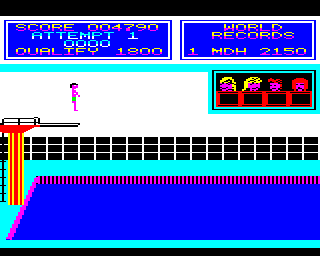 SCORE 004790
ATTEMPT 1
0000
QUALIFY 1800
WORLD
RECORDS
1 MDH 2150